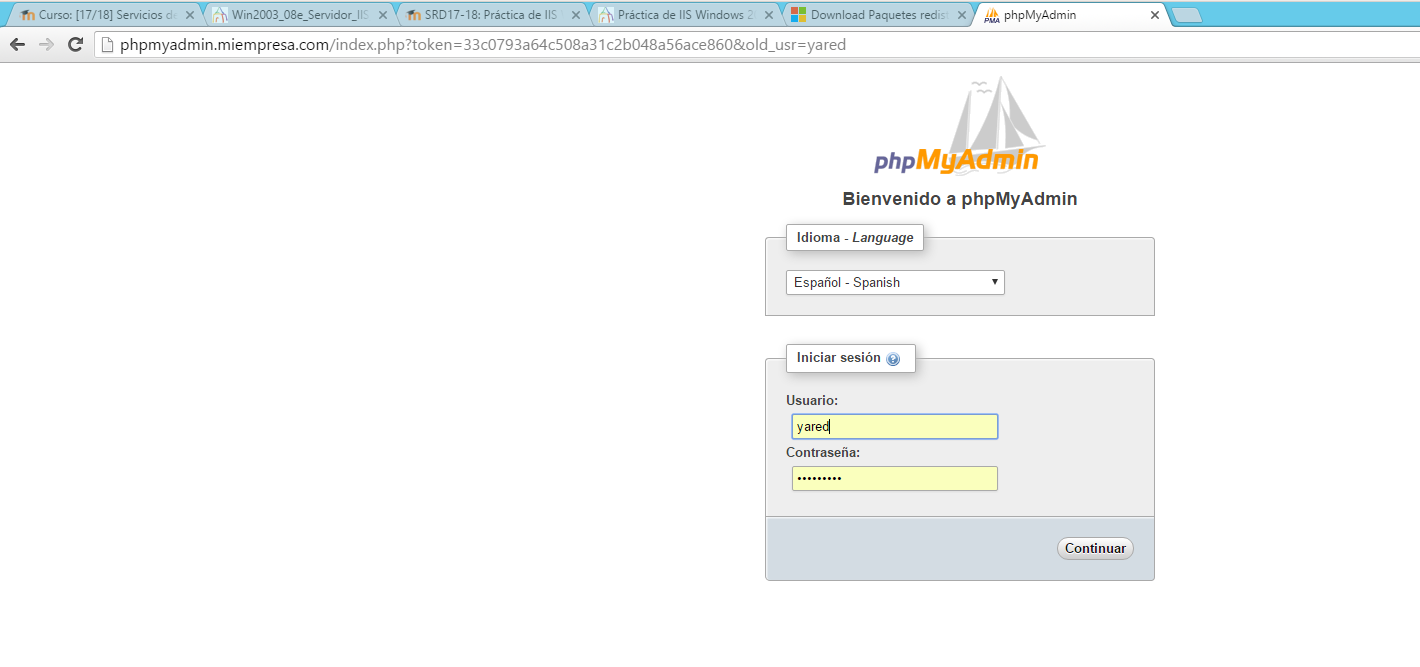 Curso: [17/18] Servicios de
Win2003_08e_Servidor_IIS
SRD17-18: Práctica de IIS
Práctica de IIS Windows 2
Download Paquetes redist
PMA phpMyAdmin
phpmyadmin.miempresa.com/index.php?token=33c0793a64c508a31c2b048a56ace860&old_usr=yared
phpMyAdmin
Bienvenido a phpMyAdmin
Idioma - Language
Español - Spanish
Iniciar sesión
Usuario:
yared
Contraseña:
•••••••••
Continuar